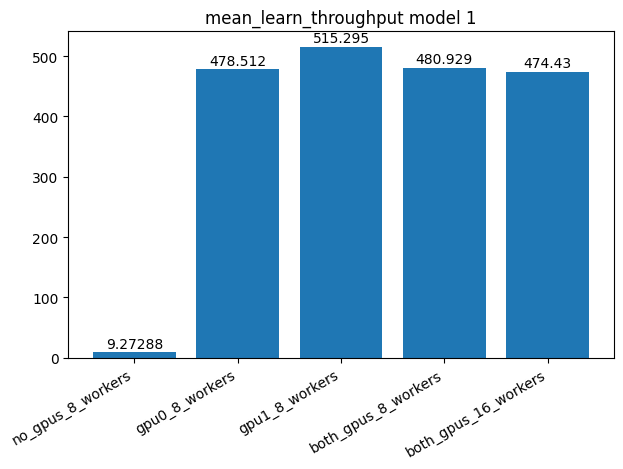 mean_learn_throughput model 1
500
400
300
200
100
0
9.27288
478.512
515.295
480.929
474.43
no_gpus_8_workers
gpu0_8_workers
gpu1_8_workers
both_gpus_8_workers
both_gpus_16_workers